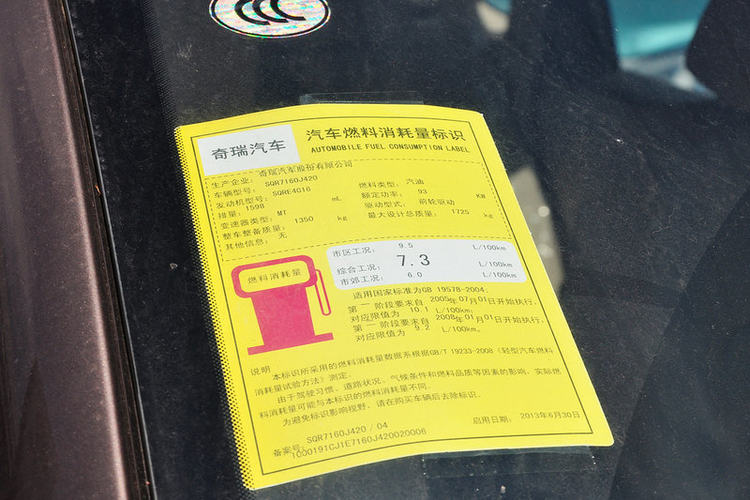 奇瑞汽车
汽车燃料消耗量标识
AUTOMOBILE FUEL CONSUMPTION LABEL
生产企业: 奇瑞汽车股份有限公司
车辆型号: SQR7160J420
燃料类型: 汽油
发动机型号: SQRE4G16
额定功率: 93 KW
排量: 1598 mL
驱动型式: 前轮驱动
变速器类型: MT
最大设计总质量: 1725 kg
整车整备质量: 1350 kg
其他信息: 无
燃料消耗量
市区工况: 9.5 L/100km
综合工况: 7.3 L/100km
市郊工况: 6.0 L/100km
适用国家标准为GB 19578-2004,
第一阶段要求自2005年07月01日开始执行,
对应限值为 10.1 L/100km;
第二阶段要求自2008年01月01日开始执行,
对应限值为 9.2 L/100km。
说明
本标识所采用的燃料消耗量数据系根据GB/T 19233-2008《轻型汽车燃料
消耗量试验方法》测定.
由于驾驶习惯、道路状况、气候条件和燃料品质等因素的影响, 实际燃
料消耗量可能与本标识的燃料消耗量不同.
为避免标识影响视野, 请在购买车辆后去除标识.
SQR7160J420 / 04
备案号: 1000191CJ1E7160J420020006
启用日期: 2013年6月30日